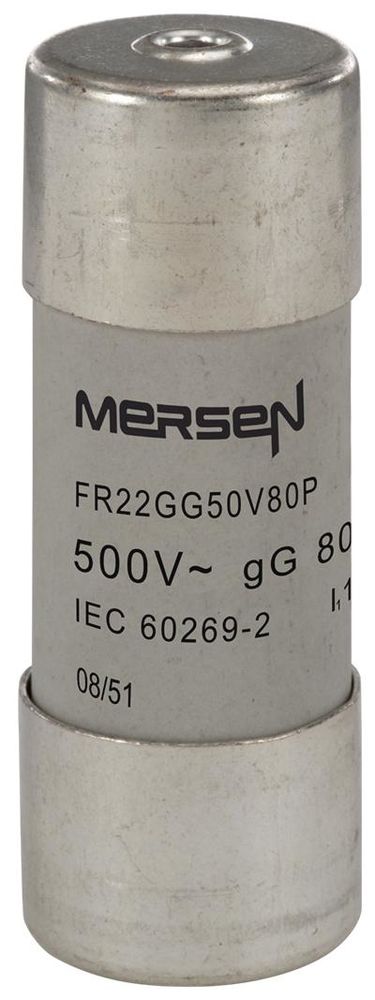 MERSEN
FR22GG50V80P
500V~ gG 80
IEC 60269-2
08/51